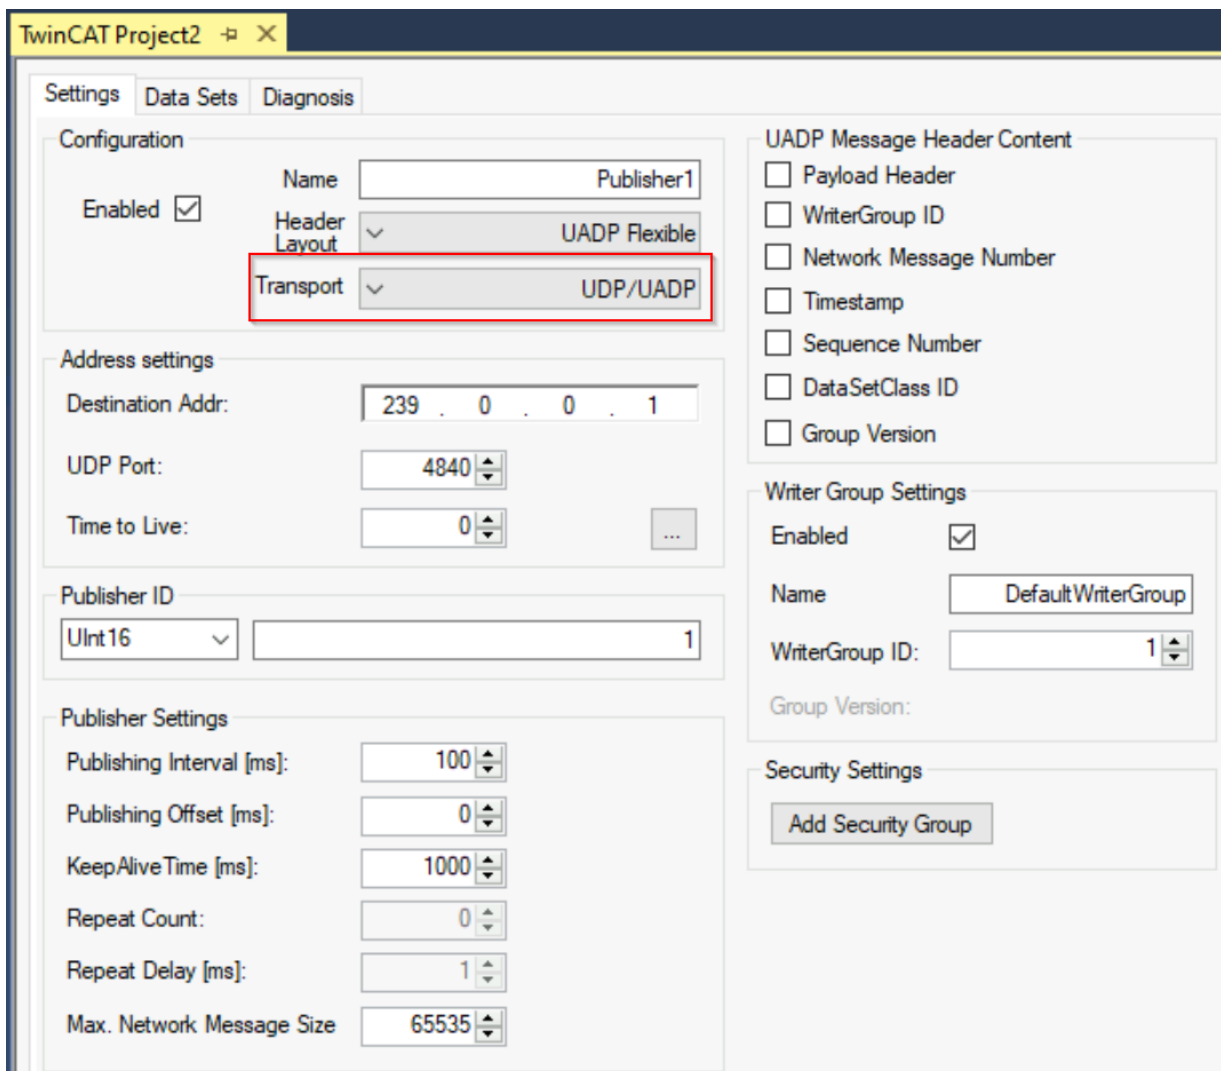 TwinCAT Project2
Settings Data Sets Diagnosis
Configuration
Enabled
Name Publisher1
Header Layout UADP Flexible
Transport UDP/UADP
Address settings
Destination Addr: 239 . 0 . 0 . 1
UDP Port: 4840
Time to Live: 0 ...
Publisher ID
UInt16 1
Publisher Settings
Publishing Interval [ms]: 100
Publishing Offset [ms]: 0
KeepAliveTime [ms]: 1000
Repeat Count: 0
Repeat Delay [ms]: 1
Max. Network Message Size 65535
UADP Message Header Content
Payload Header
WriterGroup ID
Network Message Number
Timestamp
Sequence Number
DataSetClass ID
Group Version
Writer Group Settings
Enabled
Name DefaultWriterGroup
WriterGroup ID: 1
Group Version:
Security Settings
Add Security Group